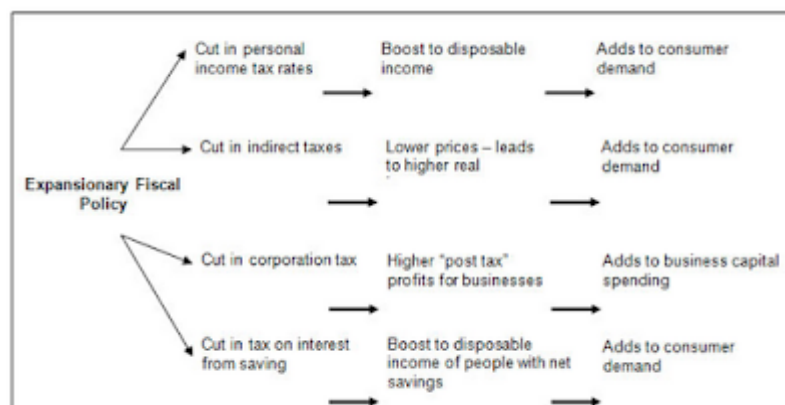 Cut in personal
income tax rates
Boost to disposable
income
Adds to consumer
demand
Cut in indirect taxes
Lower prices – leads
to higher real
Adds to consumer
demand
Expansionary Fiscal
Policy
Cut in corporation tax
Higher “post tax”
profits for businesses
Adds to business capital
spending
Cut in tax on interest
from saving
Boost to disposable
income of people with net
savings
Adds to consumer
demand